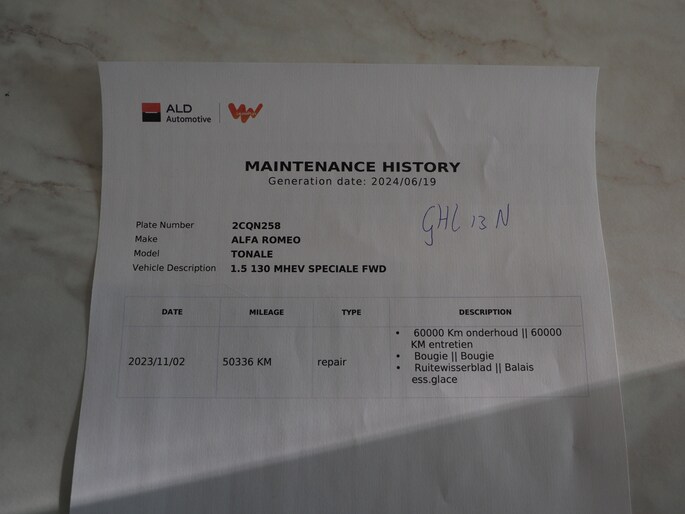 ALD
Automotive
MAINTENANCE HISTORY
Generation date: 2024/06/19
GHL 13 N
Plate Number 2CQN258
Make ALFA ROMEO
Model TONALE
Vehicle Description 1.5 130 MHEV SPECIALE FWD
DATE MILEAGE TYPE DESCRIPTION
2023/11/02 50336 KM repair
• 60000 Km onderhoud || 60000
KM entretien
• Bougie || Bougie
• Ruitewisserblad || Balais
ess.glace